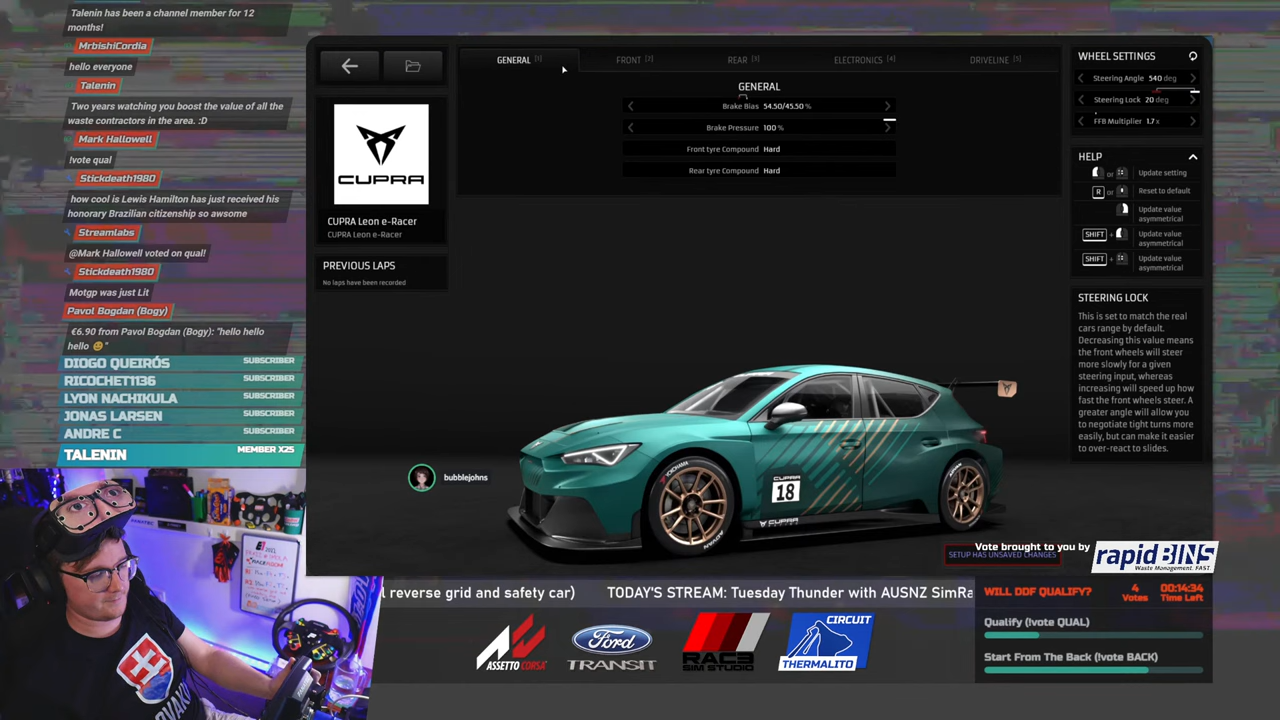 Talenin has been a channel member for 12
months!
MrbishiCordia
hello everyone
Talenin
Two years watching you boost the value of all the
waste contractors in the area. :D
Mark Hallowell
!vote qual
Stickdeath1980
how cool is Lewis Hamilton has just received his
honorary Brazilian citizenship so awsome
Streamlabs
@Mark Hallowell voted on qual!
Stickdeath1980
Motgp was just Lit
Pavol Bogdan (Bogy)
€6.90 from Pavol Bogdan (Bogy): "hello hello
hello 🙂"
DIOGO QUEIRÓS SUBSCRIBER
RICOCHET1136 SUBSCRIBER
LYON NACHIKULA SUBSCRIBER
JONAS LARSEN SUBSCRIBER
ANDRE C SUBSCRIBER
TALENIN MEMBER X25
CUPRA
CUPRA Leon e-Racer
CUPRA Leon e-Racer
PREVIOUS LAPS
No laps have been recorded
GENERAL [1] FRONT [2] REAR [3] ELECTRONICS [4] DRIVELINE [5]
GENERAL
Brake Bias 54.50/45.50 %
Brake Pressure 100 %
Front tyre Compound Hard
Rear tyre Compound Hard
WHEEL SETTINGS
Steering Angle 540 deg
Steering Lock 20 deg
FFB Multiplier 1.7 x
HELP
or Update setting
R or Reset to default
Update value
asymmetrical
SHIFT + Update value
asymmetrical
SHIFT + Update value
asymmetrical
STEERING LOCK
This is set to match the real
cars range by default.
Decreasing this value means
the front wheels will steer
more slowly for a given
steering input, whereas
increasing will speed up how
fast the front wheels steer. A
greater angle will allow you
to negotiate tight turns more
easily, but can make it easier
to over-react to slides.
bubblejohns
YOKOHAMA
ADVAN
CUPRA
18
CUPRA
Vote brought to you by
SETUP HAS UNSAVED CHANGES
rapidBINS
Waste Management. FAST.
l reverse grid and safety car) TODAY'S STREAM: Tuesday Thunder with AUSNZ SimRa
ASSETTO CORSA
Ford
TRANSIT
RAC3
SIM STUDIO
CIRCUIT
THERMALITO
WILL DDF QUALIFY?
4
Votes
00:14:34
Time Left
Qualify (!vote QUAL)
Start From The Back (!vote BACK)